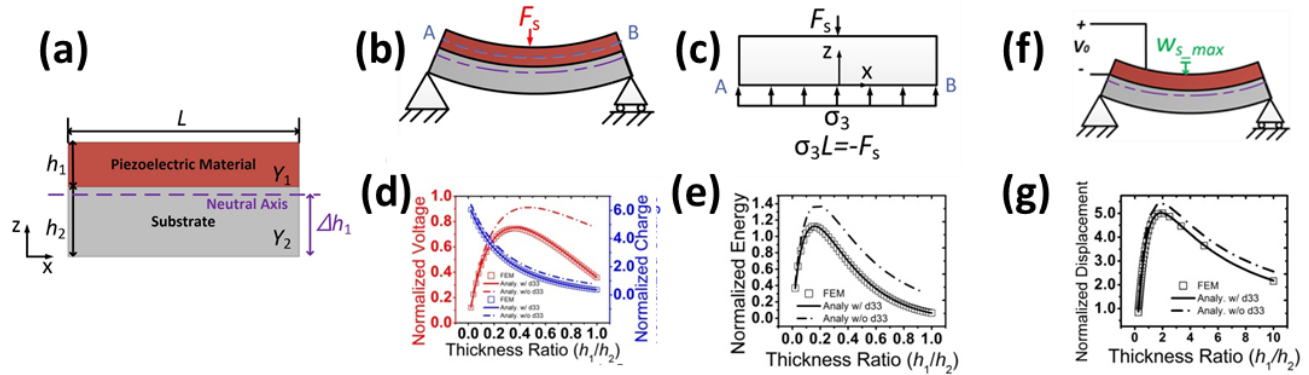 (a)
L
h₁
Piezoelectric Material
Y₁
Neutral Axis
h₂
Substrate
Y₂
Δh₁
z
x
(b)
Fₛ
A
B
(c)
Fₛ
z
x
A
B
σ₃
σ₃L=-Fₛ
(f)
+
V₀
-
wₛ_ₘₐₓ
(d)
Normalized Voltage
1.0
0.8
0.6
0.4
0.2
0.0
FEM
Analy. w/ d33
Analy. w/o d33
FEM
Analy. w/ d33
Analy. w/o d33
6.0
4.0
2.0
0.0
Normalized Charge
0.0 0.2 0.4 0.6 0.8 1.0
Thickness Ratio (h₁/h₂)
(e)
Normalized Energy
1.4
1.2
1.0
0.8
0.6
0.4
0.2
0.0
FEM
Analy w/ d33
Analy w/o d33
0.0 0.2 0.4 0.6 0.8 1.0
Thickness Ratio (h₁/h₂)
(g)
Normalized Displacement
5.0
4.0
3.0
2.0
1.0
FEM
Analy w/ d33
Analy w/o d33
0 2 4 6 8 10
Thickness Ratio (h₁/h₂)